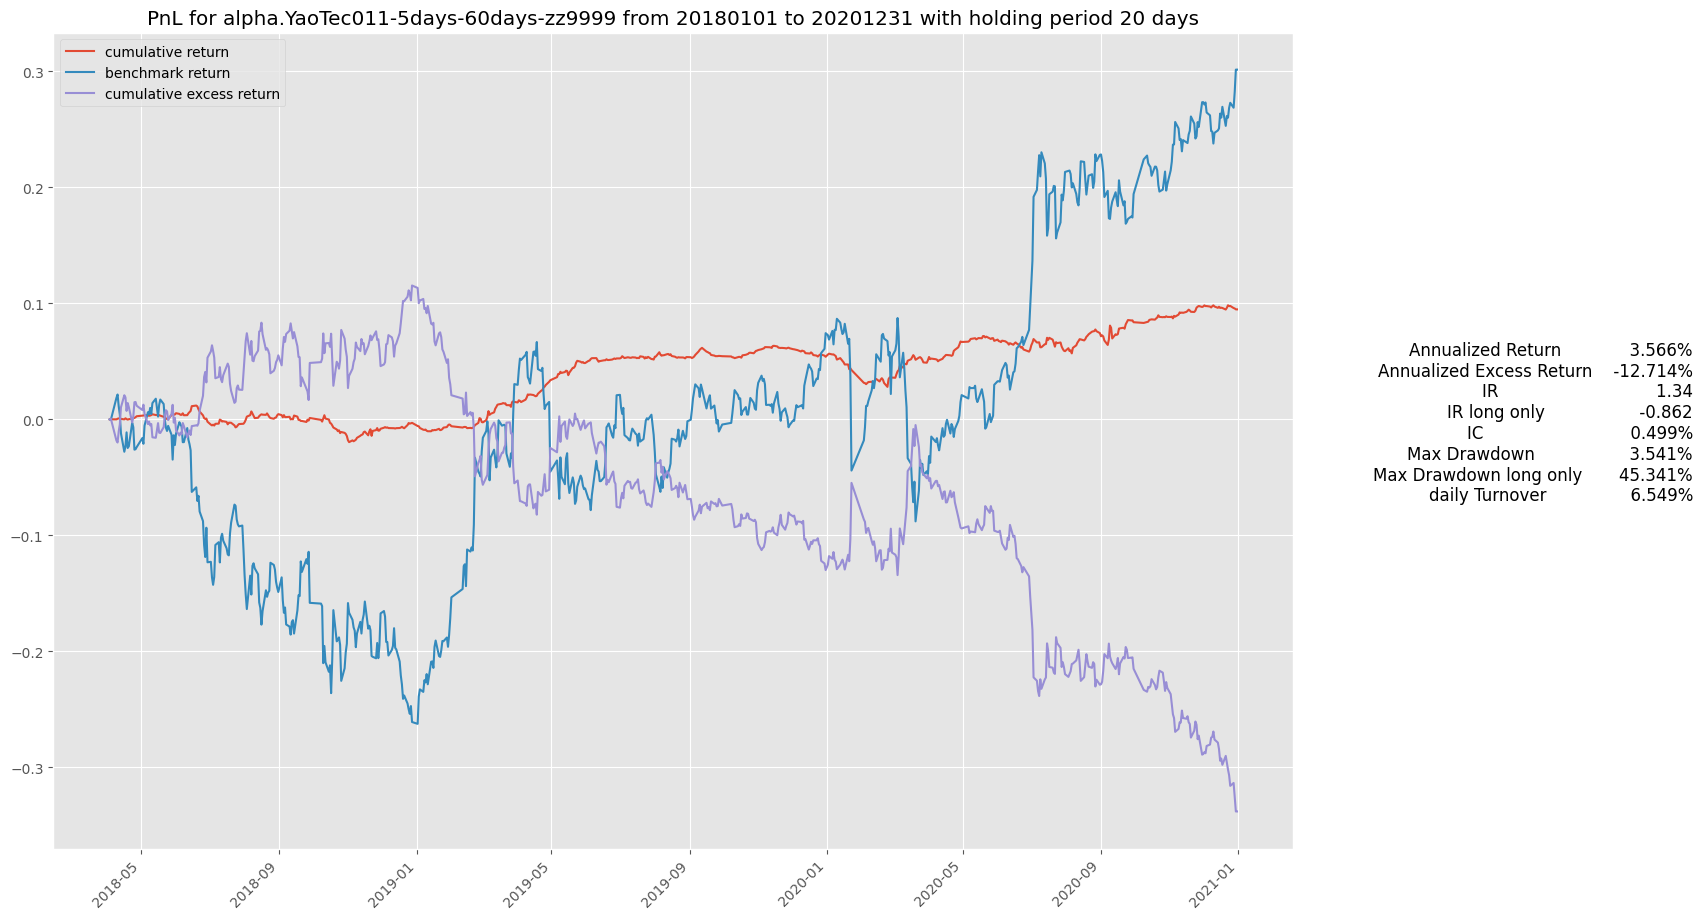 PnL for alpha.YaoTec011-5days-60days-zz9999 from 20180101 to 20201231 with holding period 20 days
cumulative return
benchmark return
cumulative excess return
0.3
0.2
0.1
0.0
−0.1
−0.2
−0.3
2018-05
2018-09
2019-01
2019-05
2019-09
2020-01
2020-05
2020-09
2021-01
Annualized Return 3.566%
Annualized Excess Return -12.714%
IR 1.34
IR long only -0.862
IC 0.499%
Max Drawdown 3.541%
Max Drawdown long only 45.341%
daily Turnover 6.549%